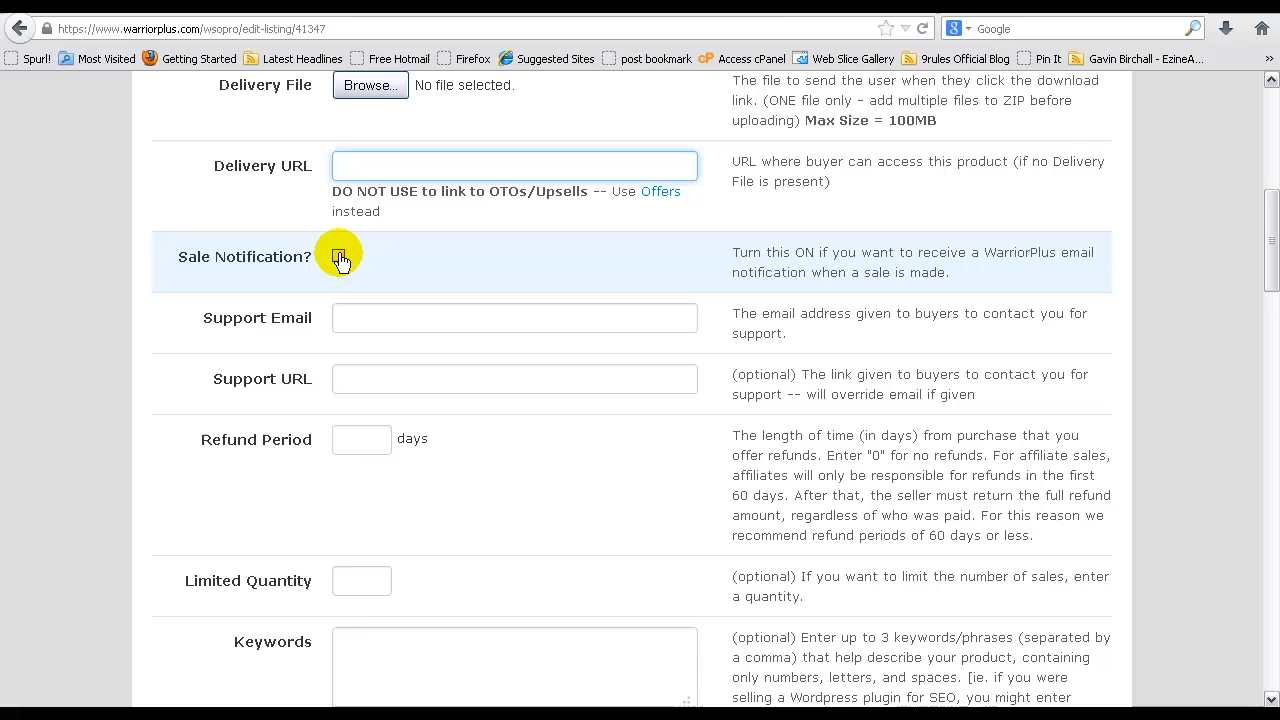 https://www.warriorplus.com/wsopro/edit-listing/41347
Google
Spurl! Most Visited Getting Started Latest Headlines Free Hotmail Firefox Suggested Sites post bookmark cP Access cPanel Web Slice Gallery 9rules Official Blog Pin It Gavin Birchall - EzineA... »
Delivery File Browse... No file selected.
The file to send the user when they click the download
link. (ONE file only - add multiple files to ZIP before
uploading) Max Size = 100MB
Delivery URL
DO NOT USE to link to OTOs/Upsells -- Use Offers
instead
URL where buyer can access this product (if no Delivery
File is present)
Sale Notification?
Turn this ON if you want to receive a WarriorPlus email
notification when a sale is made.
Support Email
The email address given to buyers to contact you for
support.
Support URL
(optional) The link given to buyers to contact you for
support -- will override email if given
Refund Period days
The length of time (in days) from purchase that you
offer refunds. Enter "0" for no refunds. For affiliate sales,
affiliates will only be responsible for refunds in the first
60 days. After that, the seller must return the full refund
amount, regardless of who was paid. For this reason we
recommend refund periods of 60 days or less.
Limited Quantity
(optional) If you want to limit the number of sales, enter
a quantity.
Keywords
(optional) Enter up to 3 keywords/phrases (separated by
a comma) that help describe your product, containing
only numbers, letters, and spaces. [ie. if you were
selling a Wordpress plugin for SEO, you might enter